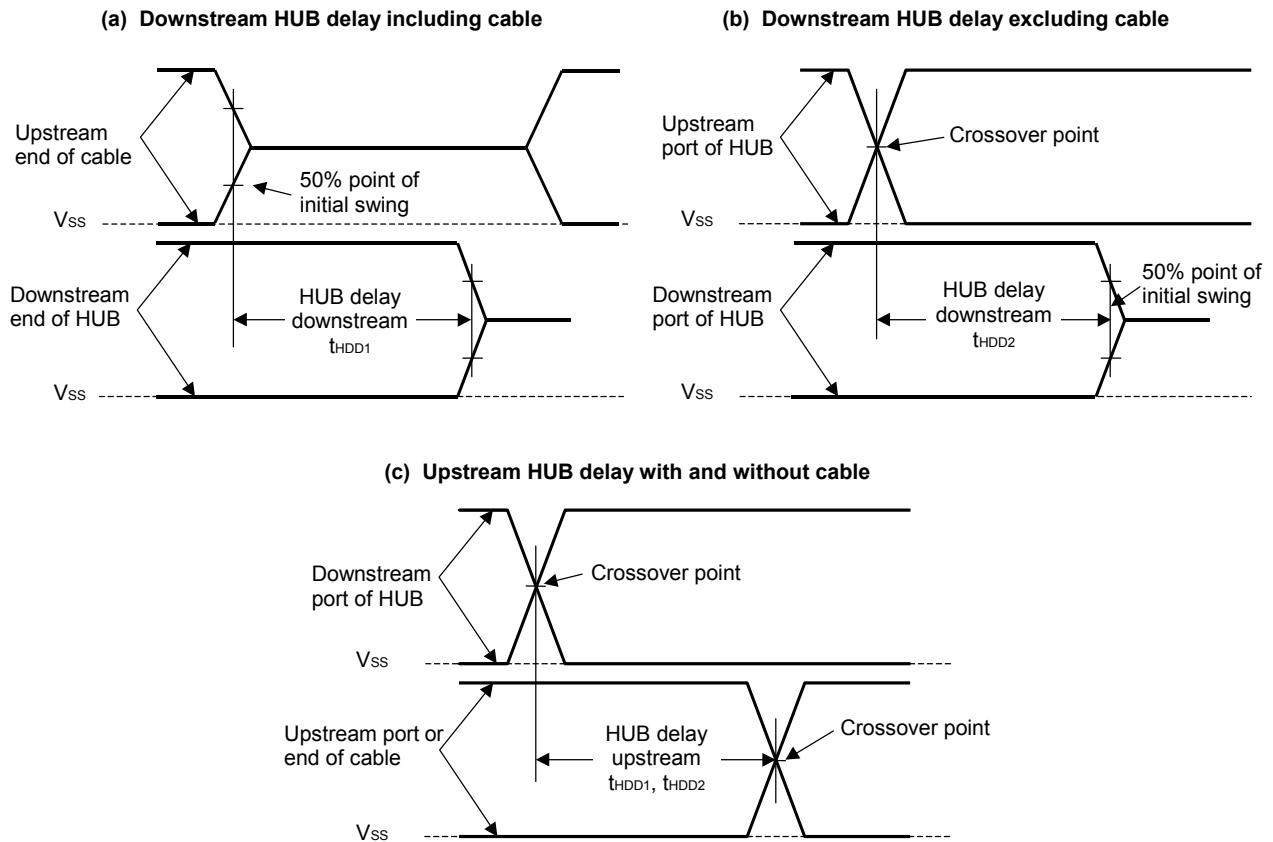 (a) Downstream HUB delay including cable
Upstream
end of cable
50% point of
initial swing
VSS
Downstream
end of HUB
HUB delay
downstream
tHDD1
VSS
(b) Downstream HUB delay excluding cable
Upstream
port of HUB
Crossover point
VSS
Downstream
port of HUB
HUB delay
downstream
tHDD2
50% point of
initial swing
VSS
(c) Upstream HUB delay with and without cable
Downstream
port of HUB
Crossover point
VSS
Upstream port or
end of cable
HUB delay
upstream
tHDD1, tHDD2
Crossover point
VSS